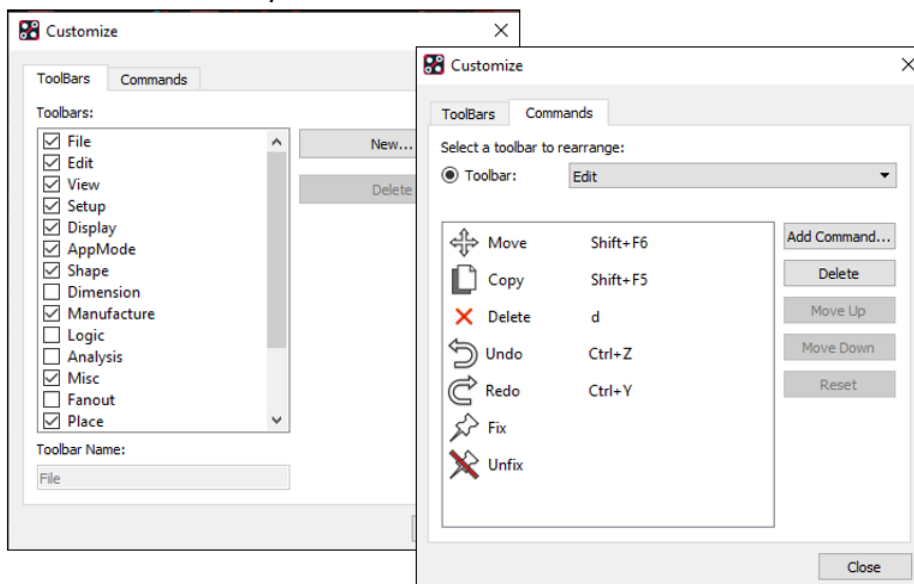 Customize
ToolBars Commands
Toolbars:
File
Edit
View
Setup
Display
AppMode
Shape
Dimension
Manufacture
Logic
Analysis
Misc
Fanout
Place
New...
Delete
Toolbar Name:
File
Customize
ToolBars Commands
Select a toolbar to rearrange:
Toolbar: Edit
Move Shift+F6
Copy Shift+F5
Delete d
Undo Ctrl+Z
Redo Ctrl+Y
Fix
Unfix
Add Command...
Delete
Move Up
Move Down
Reset
Close